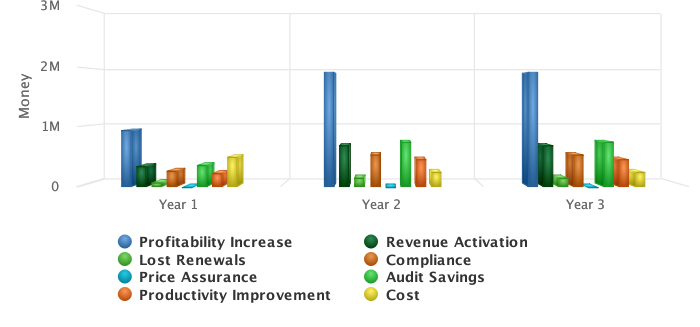 3M
2M
1M
0
Money
Year 1
Year 2
Year 3
Profitability Increase
Revenue Activation
Lost Renewals
Compliance
Price Assurance
Audit Savings
Productivity Improvement
Cost